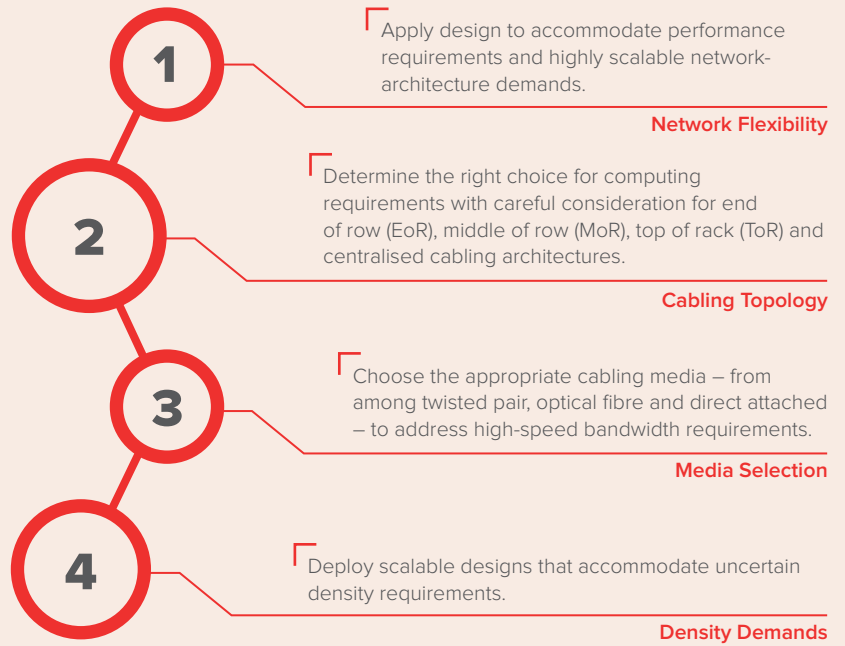 1
Apply design to accommodate performance
requirements and highly scalable network-
architecture demands.
Network Flexibility
2
Determine the right choice for computing
requirements with careful consideration for end
of row (EoR), middle of row (MoR), top of rack (ToR) and
centralised cabling architectures.
Cabling Topology
3
Choose the appropriate cabling media – from
among twisted pair, optical fibre and direct attached
– to address high-speed bandwidth requirements.
Media Selection
4
Deploy scalable designs that accommodate uncertain
density requirements.
Density Demands